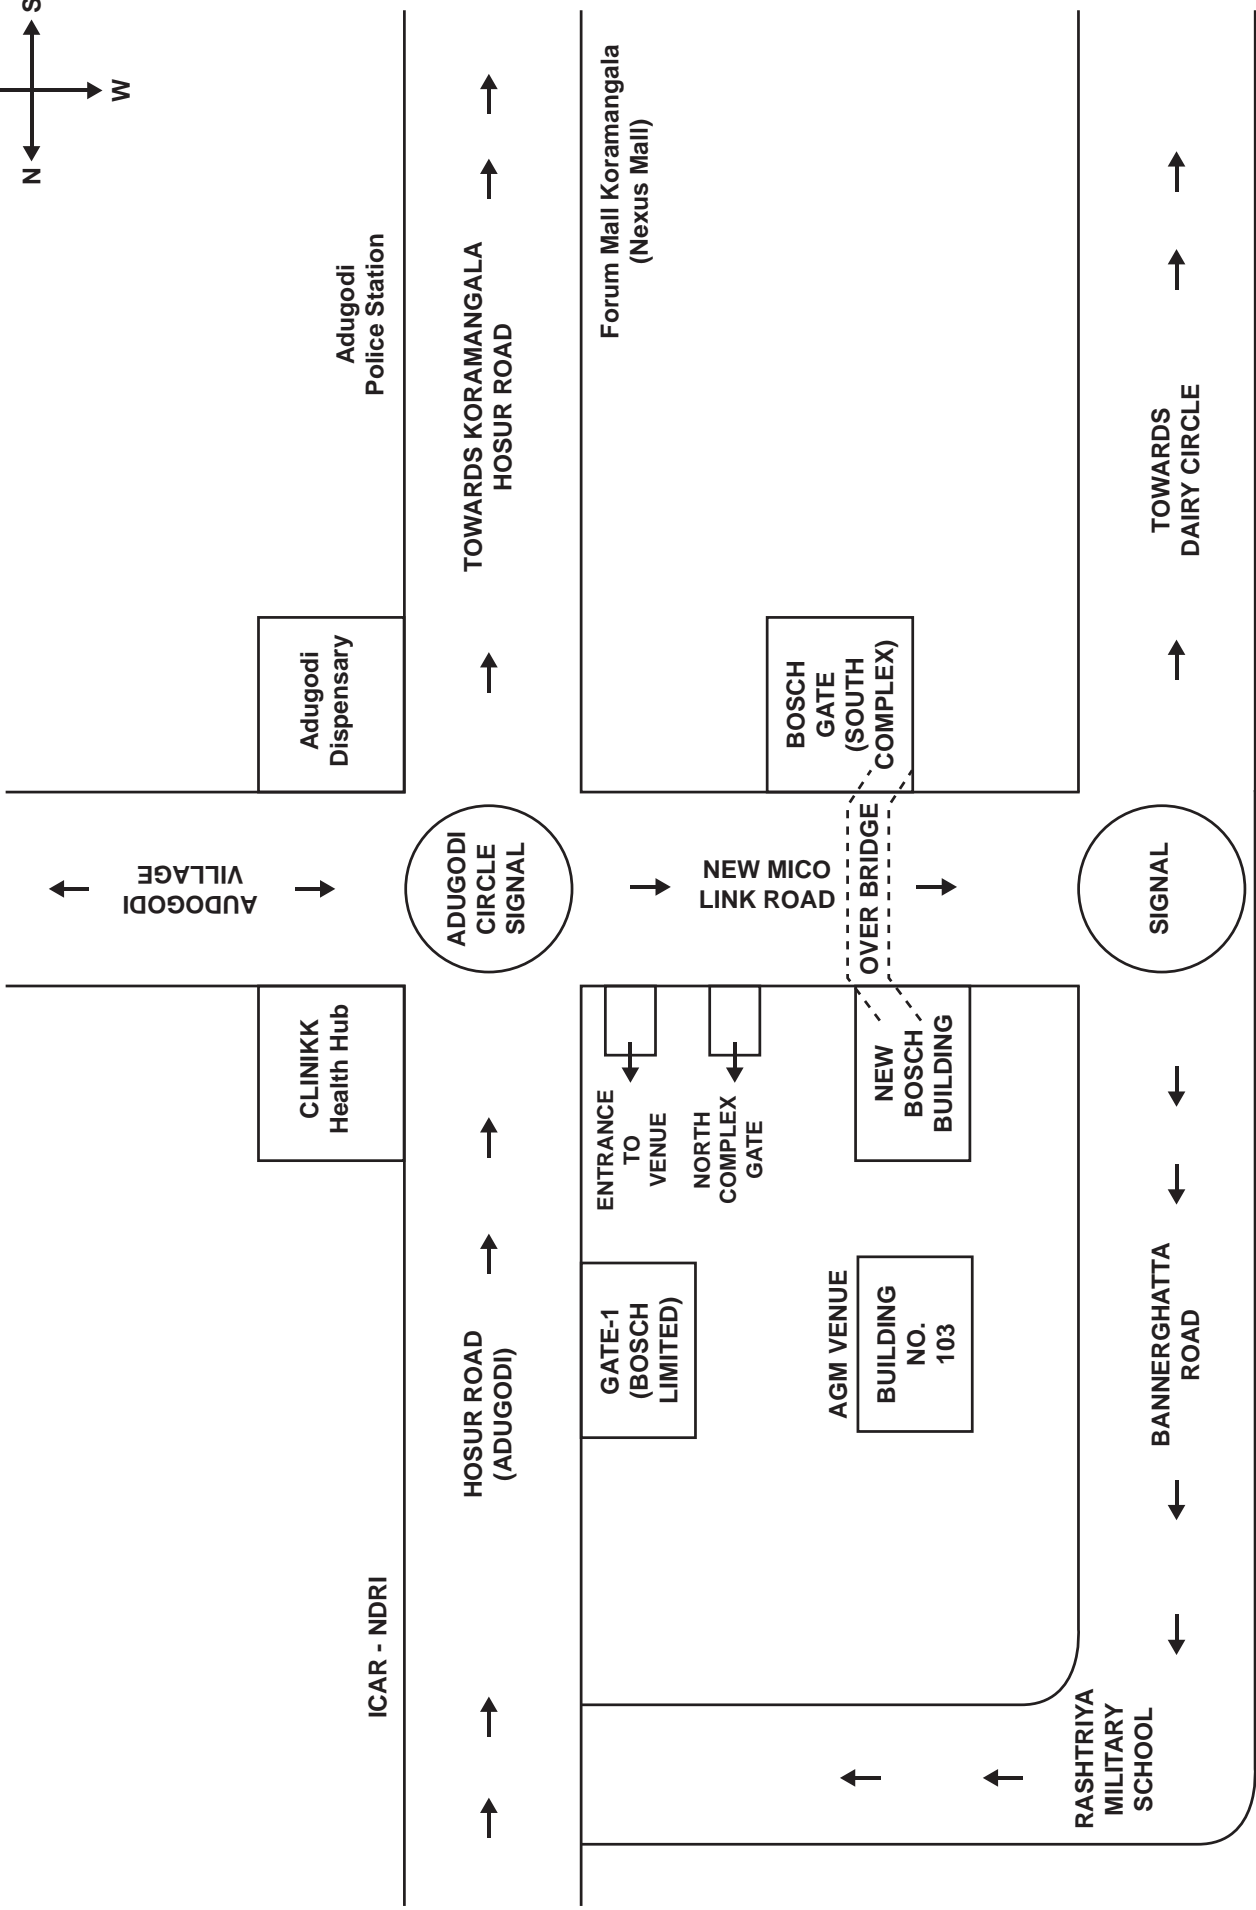 N
S
W
AUDOGODI
VILLAGE
CLINIKK
Health Hub
Adugodi
Dispensary
Adugodi
Police Station
ICAR - NDRI
HOSUR ROAD
(ADUGODI)
ADUGODI
CIRCLE
SIGNAL
TOWARDS KORAMANGALA
HOSUR ROAD
Forum Mall Koramangala
(Nexus Mall)
GATE-1
(BOSCH
LIMITED)
ENTRANCE
TO
VENUE
NORTH
COMPLEX
GATE
NEW MICO
LINK ROAD
BOSCH
GATE
(SOUTH
COMPLEX)
OVER BRIDGE
NEW
BOSCH
BUILDING
AGM VENUE
BUILDING
NO.
103
RASHTRIYA
MILITARY
SCHOOL
BANNERGHATTA
ROAD
SIGNAL
TOWARDS
DAIRY CIRCLE